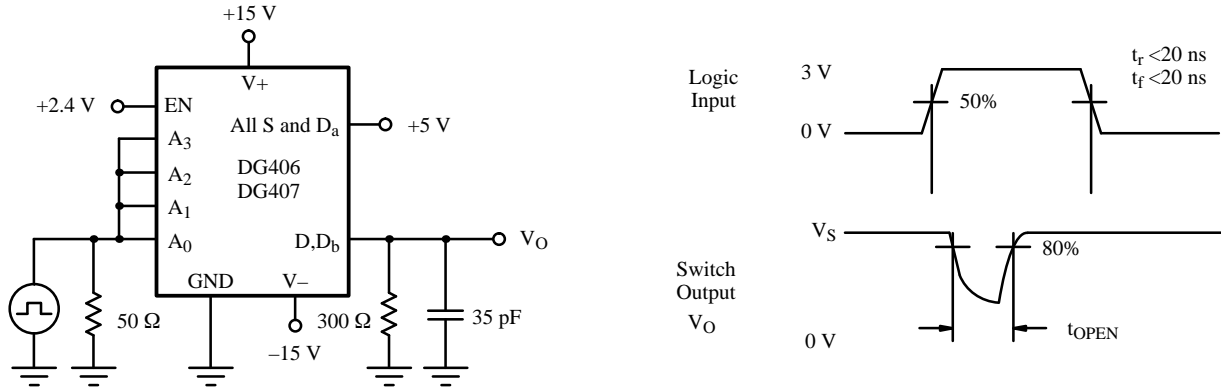 +15 V
V+
+2.4 V
EN
All S and Da
+5 V
A3
A2
A1
A0
DG406
DG407
D,Db
VO
GND
V–
50 Ω
300 Ω
35 pF
–15 V
Logic
Input
3 V
0 V
50%
tr <20 ns
tf <20 ns
VS
80%
Switch
Output
VO
0 V
tOPEN